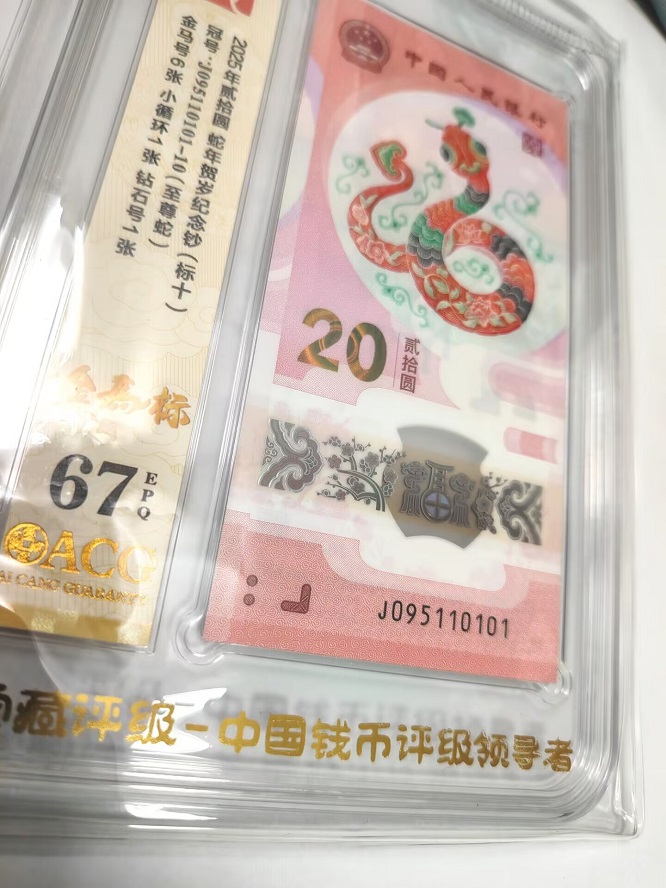 2025年贰拾圆 蛇年贺岁纪念钞(标十)
冠号:J095110101-10(至尊蛇)
金马号6张 小循环1张 钻石号1张
金马标
67
EPQ
ACG
CANG GUARANTY
中国人民银行
20
贰拾圆
J095110101
藏评级-中国钱币评级领导者